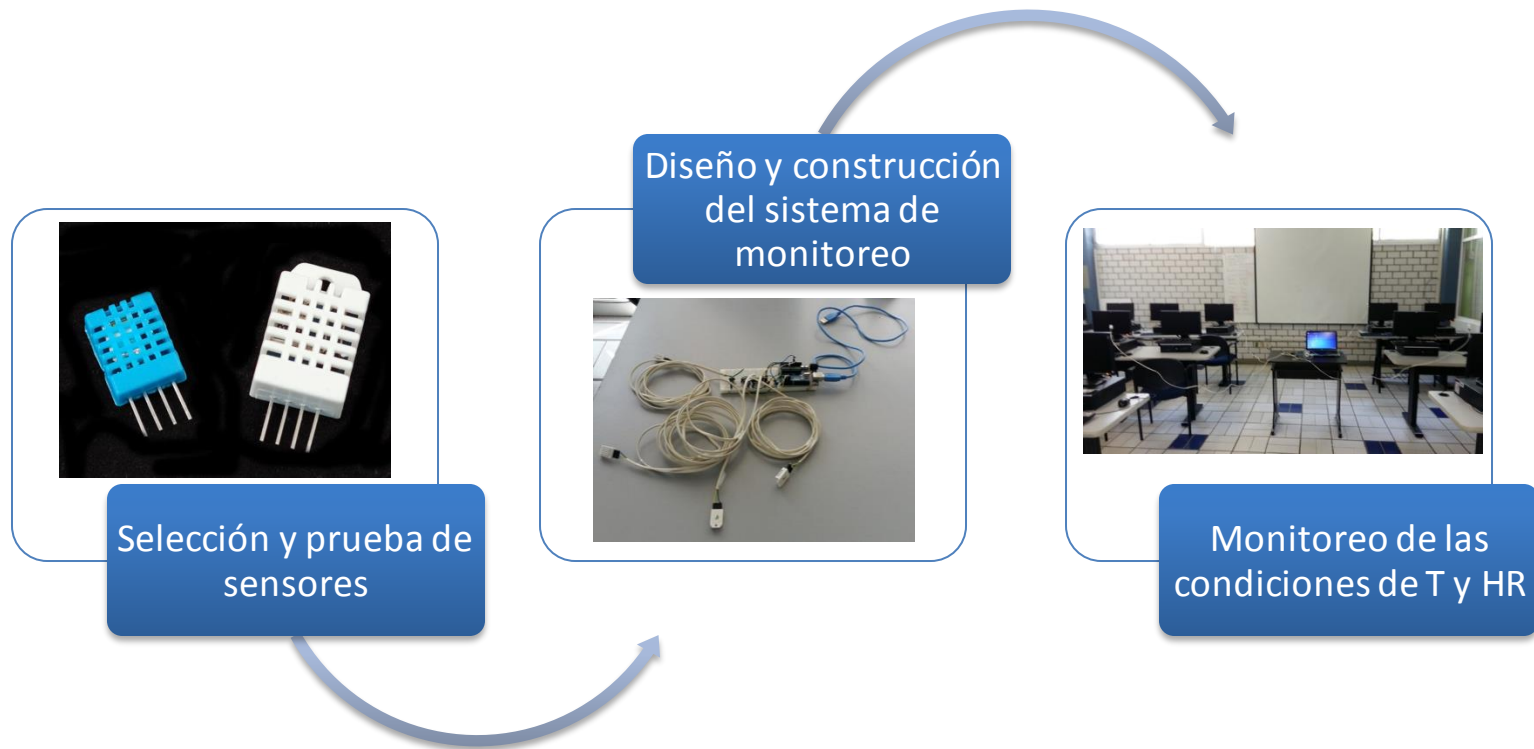 Selección y prueba de
sensores
Diseño y construcción
del sistema de
monitoreo
Monitoreo de las
condiciones de T y HR